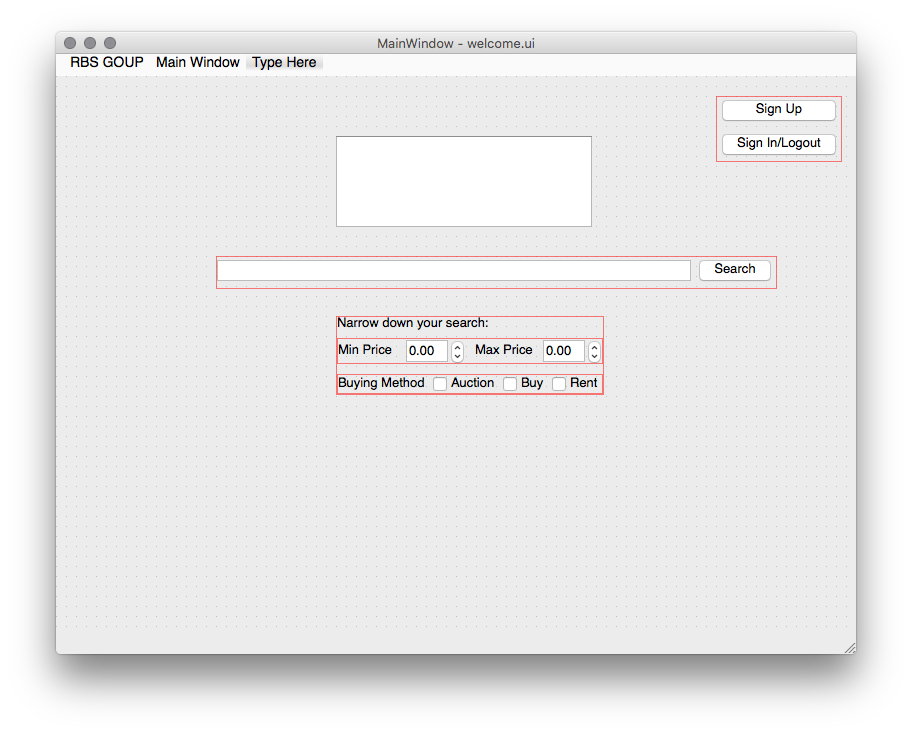 MainWindow - welcome.ui
RBS GOUP Main Window Type Here
Sign Up
Sign In/Logout
Search
Narrow down your search:
Min Price 0.00 Max Price 0.00
Buying Method Auction Buy Rent